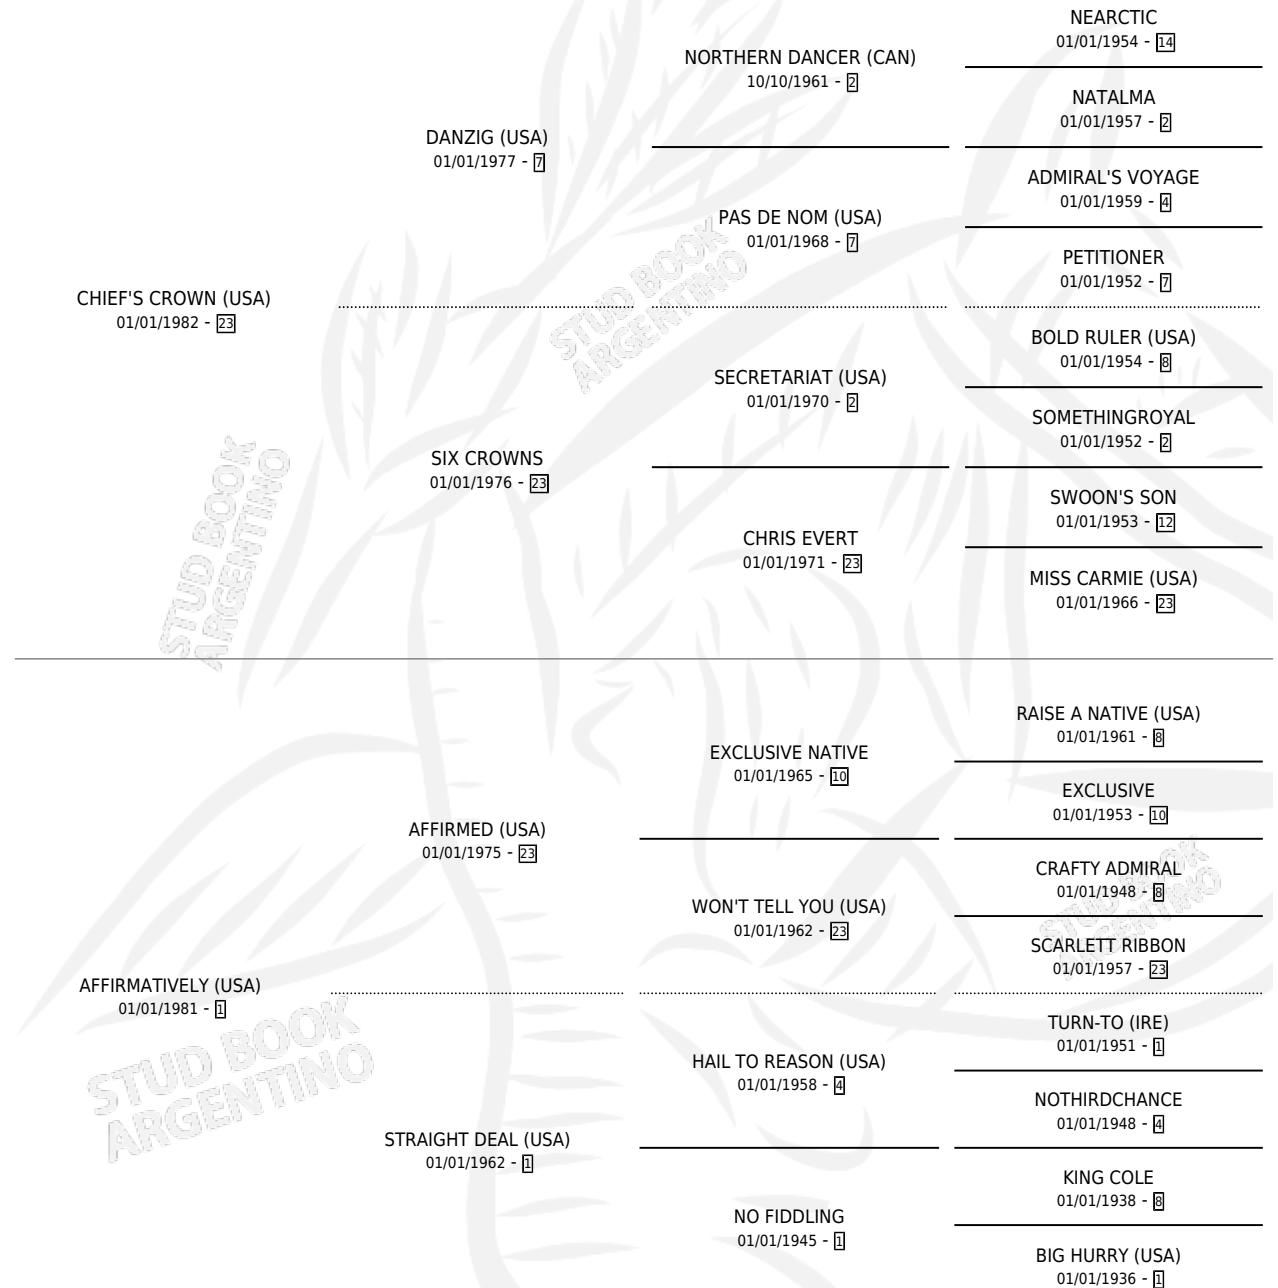 NEARCTIC
01/01/1954 - 14
NORTHERN DANCER (CAN)
10/10/1961 - 2
NATALMA
01/01/1957 - 2
DANZIG (USA)
01/01/1977 - 7
ADMIRAL'S VOYAGE
01/01/1959 - 4
PAS DE NOM (USA)
01/01/1968 - 7
PETITIONER
01/01/1952 - 7
CHIEF'S CROWN (USA)
01/01/1982 - 23
BOLD RULER (USA)
01/01/1954 - 8
SECRETARIAT (USA)
01/01/1970 - 2
SOMETHINGROYAL
01/01/1952 - 2
SIX CROWNS
01/01/1976 - 23
SWOON'S SON
01/01/1953 - 12
CHRIS EVERT
01/01/1971 - 23
MISS CARMIE (USA)
01/01/1966 - 23
RAISE A NATIVE (USA)
01/01/1961 - 8
EXCLUSIVE NATIVE
01/01/1965 - 10
EXCLUSIVE
01/01/1953 - 10
AFFIRMED (USA)
01/01/1975 - 23
CRAFTY ADMIRAL
01/01/1948 - 8
WON'T TELL YOU (USA)
01/01/1962 - 23
SCARLETT RIBBON
01/01/1957 - 23
AFFIRMATIVELY (USA)
01/01/1981 - 1
TURN-TO (IRE)
01/01/1951 - 1
HAIL TO REASON (USA)
01/01/1958 - 4
NOTHIRDCHANCE
01/01/1948 - 4
STRAIGHT DEAL (USA)
01/01/1962 - 1
KING COLE
01/01/1938 - 8
NO FIDDLING
01/01/1945 - 1
BIG HURRY (USA)
01/01/1936 - 1
STUD BOOK
ARGENTINO
STUD BOOK
ARGENTINO
STUD BOOK
ARGENTINO
STUD BOOK
ARGENTINO